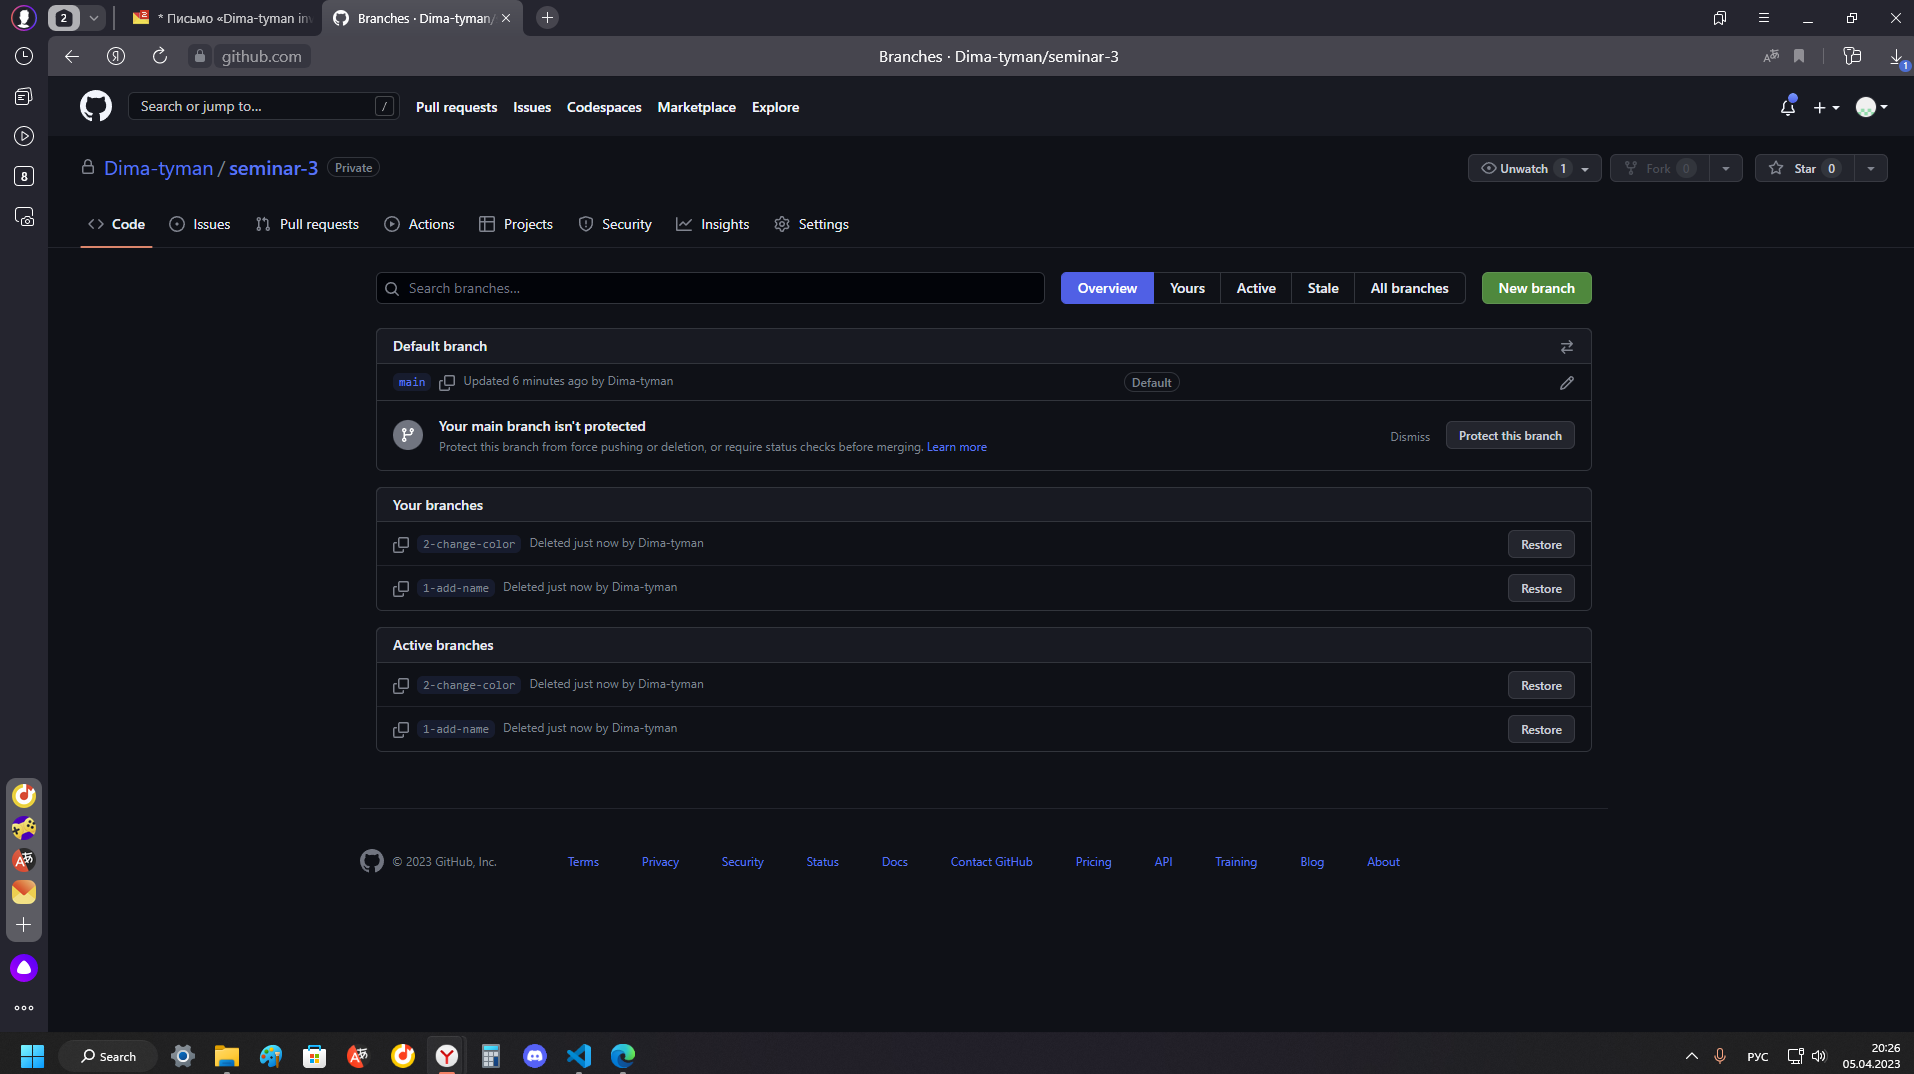 2
* Письмо «Dima-tyman inv
Branches · Dima-tyman/
github.com
Branches · Dima-tyman/seminar-3
1
8
Search or jump to...
/
Pull requests
Issues
Codespaces
Marketplace
Explore
Dima-tyman / seminar-3
Private
Unwatch 1
Fork 0
Star 0
Code
Issues
Pull requests
Actions
Projects
Security
Insights
Settings
Search branches...
Overview
Yours
Active
Stale
All branches
New branch
Default branch
main
Updated 6 minutes ago by Dima-tyman
Default
Your main branch isn't protected
Protect this branch from force pushing or deletion, or require status checks before merging. Learn more
Dismiss
Protect this branch
Your branches
2-change-color
Deleted just now by Dima-tyman
Restore
1-add-name
Deleted just now by Dima-tyman
Restore
Active branches
2-change-color
Deleted just now by Dima-tyman
Restore
1-add-name
Deleted just now by Dima-tyman
Restore
© 2023 GitHub, Inc.
Terms
Privacy
Security
Status
Docs
Contact GitHub
Pricing
API
Training
Blog
About
Search
РУС
20:26
05.04.2023